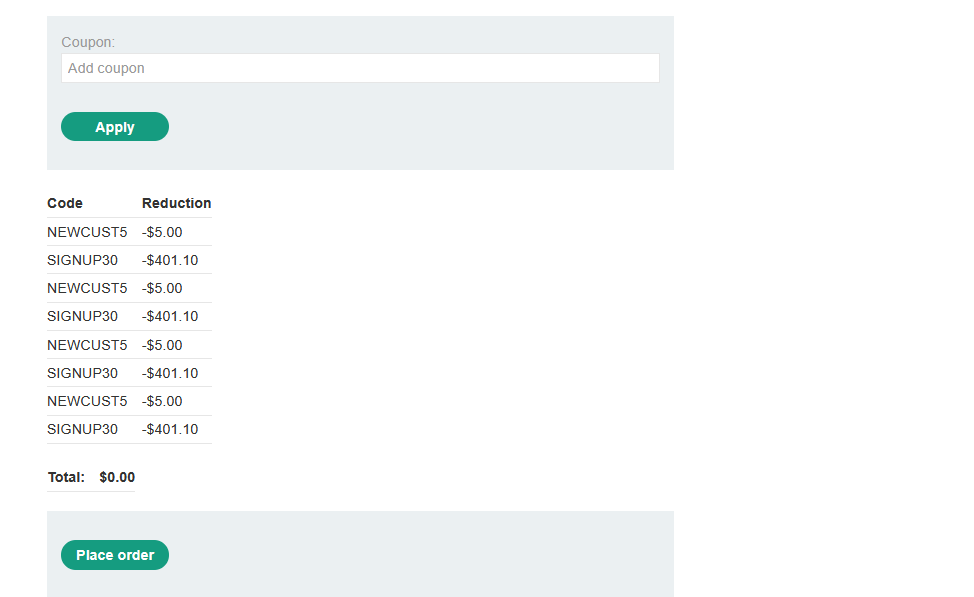 Coupon:
Add coupon
Apply
Code Reduction
NEWCUST5 -$5.00
SIGNUP30 -$401.10
NEWCUST5 -$5.00
SIGNUP30 -$401.10
NEWCUST5 -$5.00
SIGNUP30 -$401.10
NEWCUST5 -$5.00
SIGNUP30 -$401.10
Total: $0.00
Place order